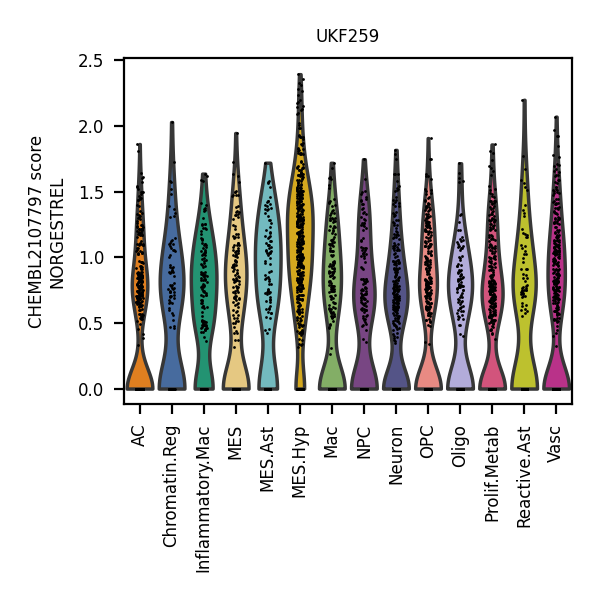 UKF259
CHEMBL2107797 score
NORGESTREL
2.5
2.0
1.5
1.0
0.5
0.0
AC
Chromatin.Reg
Inflammatory.Mac
MES
MES.Ast
MES.Hyp
Mac
NPC
Neuron
OPC
Oligo
Prolif.Metab
Reactive.Ast
Vasc